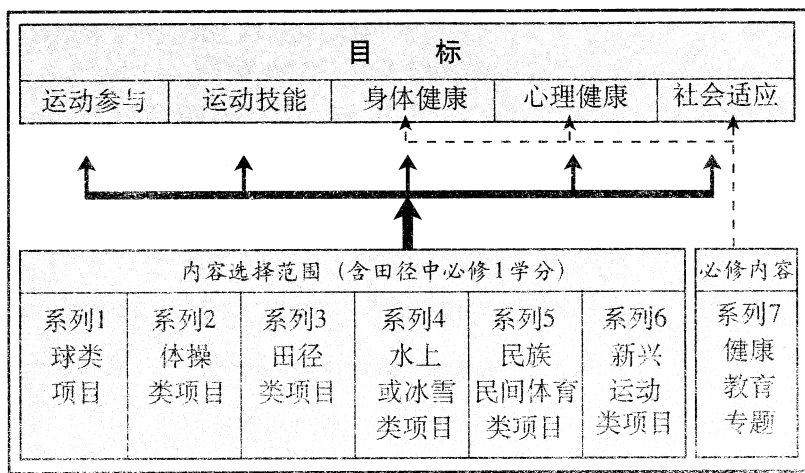 目 标
运动参与 运动技能 身体健康 心理健康 社会适应
内容选择范围（含田径中必修1学分）
必修内容
系列1
球类
项目
系列2
体操
类项目
系列3
田径
类项目
系列4
水上
或冰雪
类项目
系列5
民族
民间体育
类项目
系列6
新兴
运动
类项目
系列7
健康
教育
专题